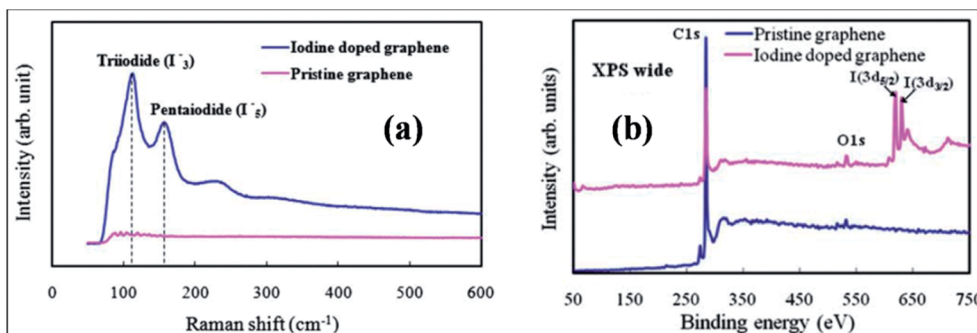 Intensity (arb. unit)
Triiodide (I⁻₃)
Pentaiodide (I⁻₅)
Iodine doped graphene
Pristine graphene
(a)
0 100 200 300 400 500 600
Raman shift (cm⁻¹)
Intensity (arb. units)
C1s
XPS wide
Pristine graphene
Iodine doped graphene
I(3d₅/₂) I(3d₃/₂)
(b)
O1s
50 150 250 350 450 550 650 750
Binding energy (eV)